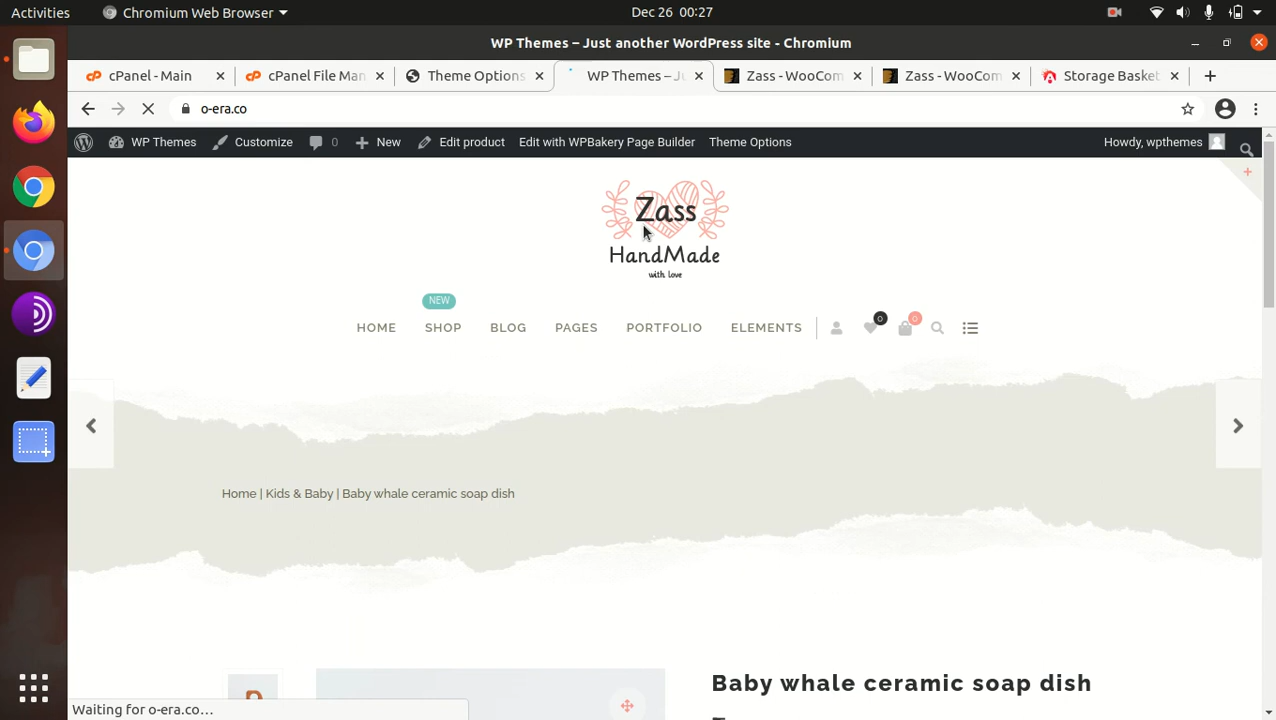 Activities
Chromium Web Browser
Dec 26 00:27
WP Themes – Just another WordPress site - Chromium
cPanel - Main
cPanel File Man
Theme Options
WP Themes – Ju
Zass - WooCom
Zass - WooCom
Storage Basket
o-era.co
WP Themes
Customize
0
New
Edit product
Edit with WPBakery Page Builder
Theme Options
Howdy, wpthemes
Zass
HandMade
with love
NEW
HOME
SHOP
BLOG
PAGES
PORTFOLIO
ELEMENTS
0
0
Home | Kids & Baby | Baby whale ceramic soap dish
Baby whale ceramic soap dish
Waiting for o-era.co…